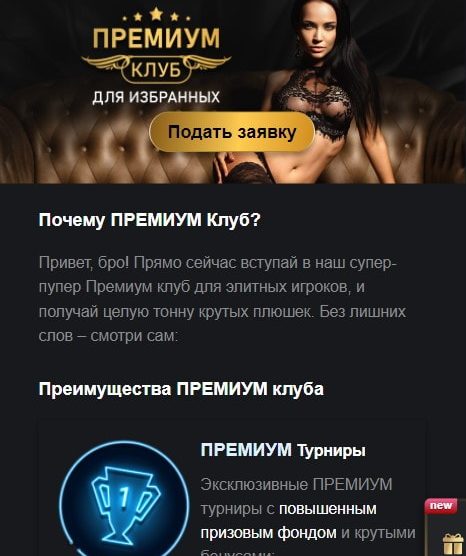 ПРЕМИУМ
КЛУБ
ДЛЯ ИЗБРАННЫХ
Подать заявку
Почему ПРЕМИУМ Клуб?
Привет, бро! Прямо сейчас вступай в наш супер-
пупер Премиум клуб для элитных игроков, и
получай целую тонну крутых плюшек. Без лишних
слов – смотри сам:
Преимущества ПРЕМИУМ клуба
1
ПРЕМИУМ Турниры
Эксклюзивные ПРЕМИУМ
турниры с повышенным
призовым фондом и крутыми
бонусами:
new